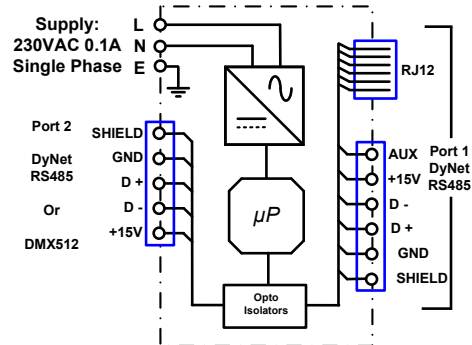 Supply:
230VAC 0.1A
Single Phase
L
N
E
RJ12
Port 2
DyNet
RS485
Or
DMX512
SHIELD
GND
D +
D -
+15V
µP
Opto
Isolators
AUX
+15V
D -
D +
GND
SHIELD
Port 1
DyNet
RS485